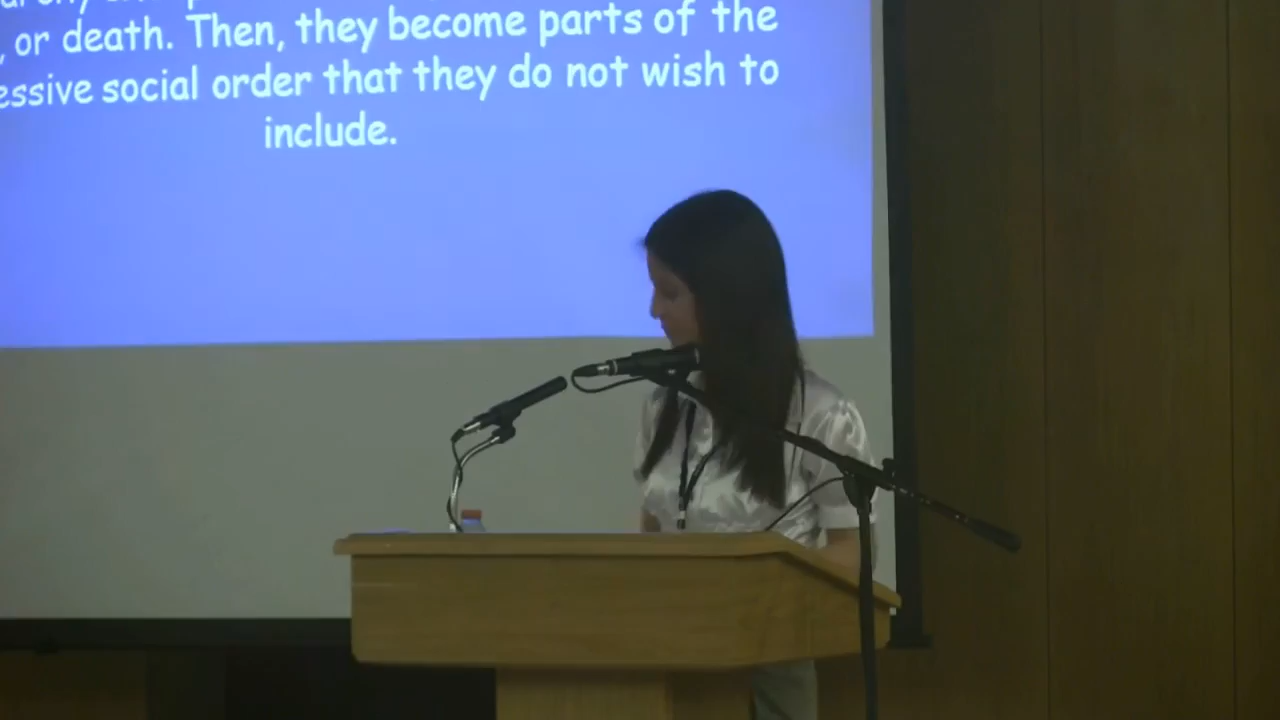 , or death. Then, they become parts of the
essive social order that they do not wish to
include.